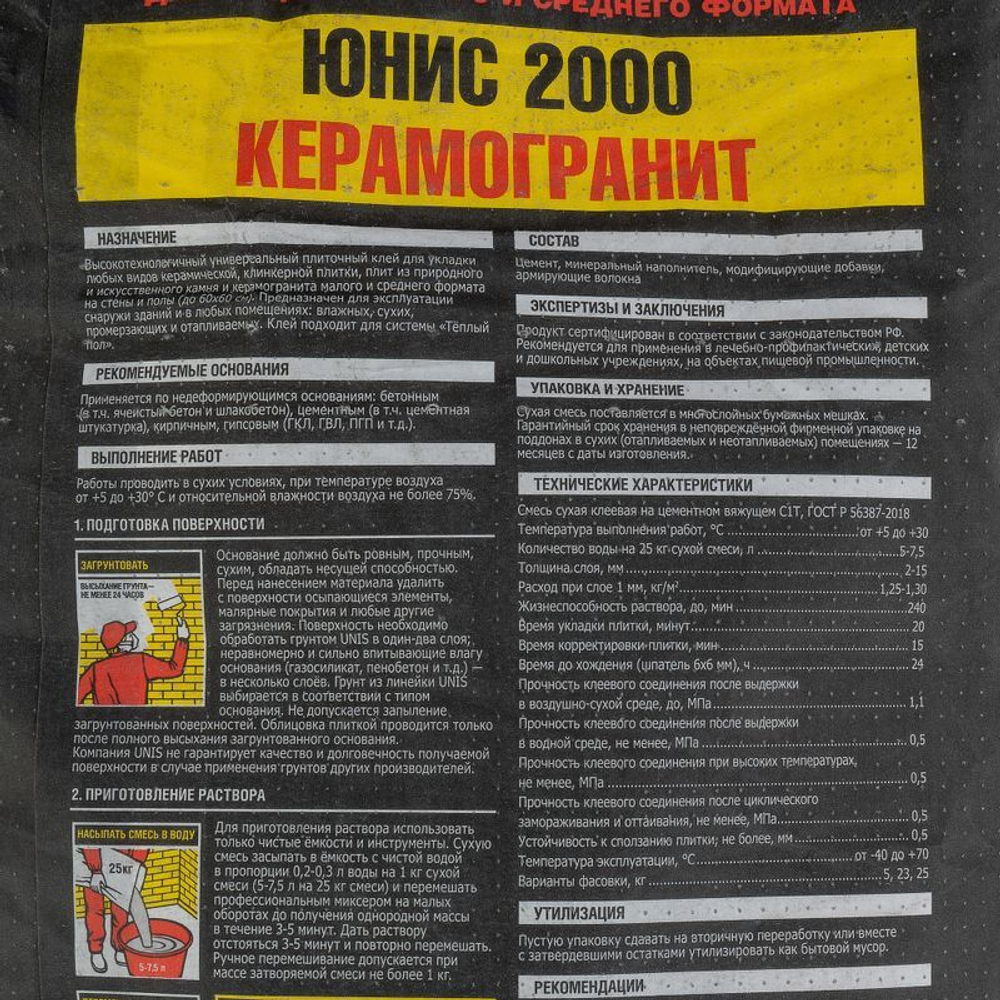 И СРЕДНЕГО ФОРМАТА
ЮНИС 2000
КЕРАМОГРАНИТ
НАЗНАЧЕНИЕ
Высокотехнологичный универсальный плиточный клей для укладки
любых видов керамической, клинкерной плитки, плит из природного
и искусственного камня и керамогранита малого и среднего формата
на стены и полы (до 60х60 см). Предназначен для эксплуатации
снаружи зданий и в любых помещениях: влажных, сухих,
промерзающих и отапливаемых. Клей подходит для системы «Тёплый
пол».
РЕКОМЕНДУЕМЫЕ ОСНОВАНИЯ
Применяется по недеформирующимся основаниям: бетонным
(в т.ч. ячеистый бетон и шлакобетон), цементным (в т.ч. цементная
штукатурка), кирпичным, гипсовым (ГКЛ, ГВЛ, ПГП и т.д.).
ВЫПОЛНЕНИЕ РАБОТ
Работы проводить в сухих условиях, при температуре воздуха
от +5 до +30° С и относительной влажности воздуха не более 75%.
1. ПОДГОТОВКА ПОВЕРХНОСТИ
ЗАГРУНТОВАТЬ
ВЫСЫХАНИЕ ГРУНТА—
НЕ МЕНЕЕ 24 ЧАСОВ
Основание должно быть ровным, прочным,
сухим, обладать несущей способностью.
Перед нанесением материала удалить
с поверхности осыпающиеся элементы,
малярные покрытия и любые другие
загрязнения. Поверхность необходимо
обработать грунтом UNIS в один-два слоя;
неравномерно и сильно впитывающие влагу
основания (газосиликат, пенобетон и т.д.) —
в несколько слоёв. Грунт из линейки UNIS
выбирается в соответствии с типом
основания. Не допускается запыление
загрунтованных поверхностей. Облицовка плиткой проводится только
после полного высыхания загрунтованного основания.
Компания UNIS не гарантирует качество и долговечность получаемой
поверхности в случае применения грунтов других производителей.
2. ПРИГОТОВЛЕНИЕ РАСТВОРА
НАСЫПАТЬ СМЕСЬ В ВОДУ
25кг
5-7,5 л
Для приготовления раствора использовать
только чистые ёмкости и инструменты. Сухую
смесь засыпать в ёмкость с чистой водой
в пропорции 0,2-0,3 л воды на 1 кг сухой
смеси (5-7,5 л на 25 кг смеси) и перемешать
профессиональным миксером на малых
оборотах до получения однородной массы
в течение 3-5 минут. Дать раствору
отстояться 3-5 минут и повторно перемешать.
Ручное перемешивание допускается при
массе затворяемой смеси не более 1 кг.
СОСТАВ
Цемент, минеральный наполнитель, модифицирующие добавки,
армирующие волокна
ЭКСПЕРТИЗЫ И ЗАКЛЮЧЕНИЯ
Продукт сертифицирован в соответствии с законодательством РФ.
Рекомендуется для применения в лечебно-профилактических, детских
и дошкольных учреждениях, на объектах пищевой промышленности.
УПАКОВКА И ХРАНЕНИЕ
Сухая смесь поставляется в многослойных бумажных мешках.
Гарантийный срок хранения в неповреждённой фирменной упаковке на
поддонах в сухих (отапливаемых и неотапливаемых) помещениях — 12
месяцев с даты изготовления.
ТЕХНИЧЕСКИЕ ХАРАКТЕРИСТИКИ
Смесь сухая клеевая на цементном вяжущем С1Т, ГОСТ Р 56387-2018
Температура выполнения работ, °С ... от +5 до +30
Количество воды на 25 кг сухой смеси, л ... 5-7,5
Толщина слоя, мм ... 2-15
Расход при слое 1 мм, кг/м² ... 1,25-1,30
Жизнеспособность раствора, до, мин ... 240
Время укладки плитки, минут ... 20
Время корректировки плитки, мин ... 15
Время до хождения (шпатель 6х6 мм), ч ... 24
Прочность клеевого соединения после выдержки
в воздушно-сухой среде, до, МПа ... 1,1
Прочность клеевого соединения после выдержки
в водной среде, не менее, МПа ... 0,5
Прочность клеевого соединения при высоких температурах,
не менее, МПа ... 0,5
Прочность клеевого соединения после циклического
замораживания и оттаивания, не менее, МПа ... 0,5
Устойчивость к сползанию плитки, не более, мм ... 0,5
Температура эксплуатации, °С ... от -40 до +70
Варианты фасовки, кг ... 5, 23, 25
УТИЛИЗАЦИЯ
Пустую упаковку сдавать на вторичную переработку или вместе
с затвердевшими остатками утилизировать как бытовой мусор.
РЕКОМЕНДАЦИИ